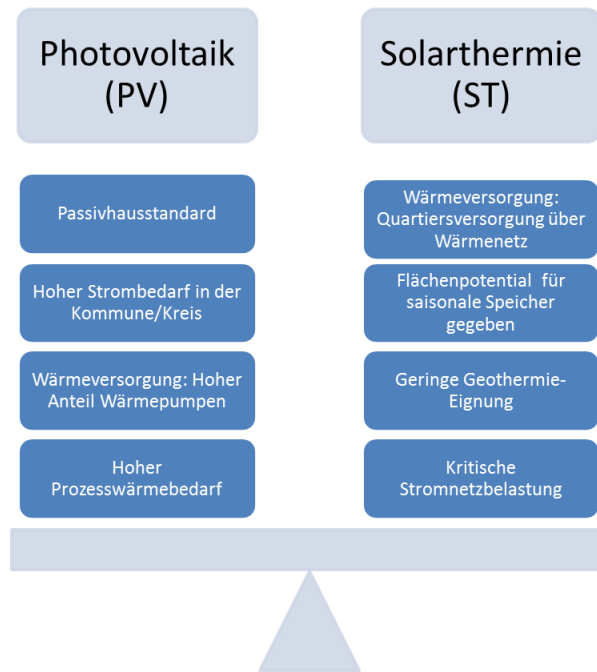 Photovoltaik
(PV)
Passivhausstandard
Hoher Strombedarf in der
Kommune/Kreis
Wärmeversorgung: Hoher
Anteil Wärmepumpen
Hoher
Prozesswärmebedarf
Solarthermie
(ST)
Wärmeversorgung:
Quartiersversorgung über
Wärmenetz
Flächenpotential für
saisonale Speicher
gegeben
Geringe Geothermie-
Eignung
Kritische
Stromnetzbelastung